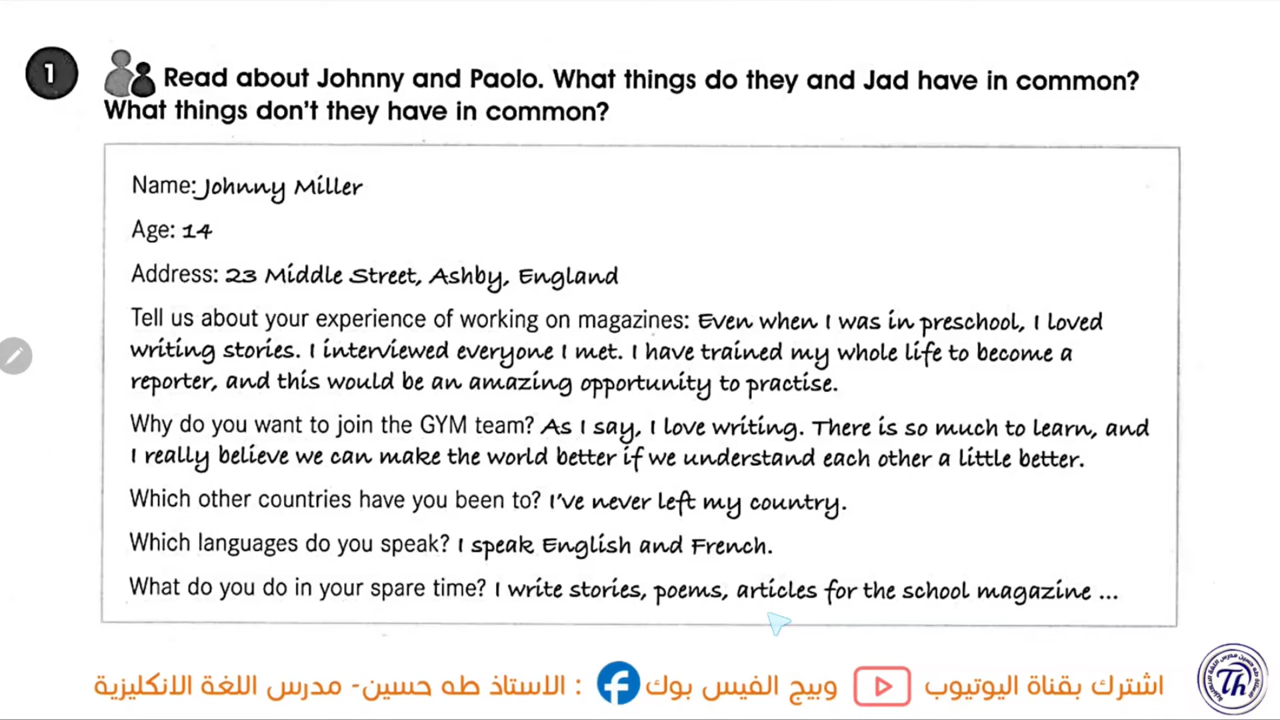 1
Read about Johnny and Paolo. What things do they and Jad have in common?
What things don't they have in common?
Name: Johnny Miller
Age: 14
Address: 23 Middle Street, Ashby, England
Tell us about your experience of working on magazines: Even when I was in preschool, I loved
writing stories. I interviewed everyone I met. I have trained my whole life to become a
reporter, and this would be an amazing opportunity to practise.
Why do you want to join the GYM team? As I say, I love writing. There is so much to learn, and
I really believe we can make the world better if we understand each other a little better.
Which other countries have you been to? I've never left my country.
Which languages do you speak? I speak English and French.
What do you do in your spare time? I write stories, poems, articles for the school magazine ...
اشترك بقناة اليوتيوب وبيج الفيس بوك : الاستاذ طه حسين- مدرس اللغة الانكليزية
Th